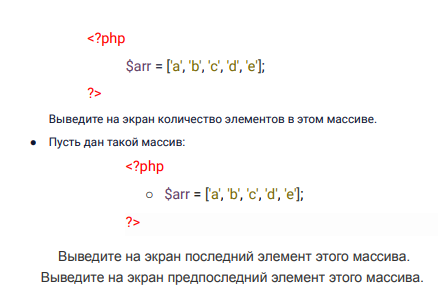 <?php
$arr = ['a', 'b', 'c', 'd', 'e'];
?>
Выведите на экран количество элементов в этом массиве.
● Пусть дан такой массив:
<?php
○ $arr = ['a', 'b', 'c', 'd', 'e'];
?>
Выведите на экран последний элемент этого массива.
Выведите на экран предпоследний элемент этого массива.